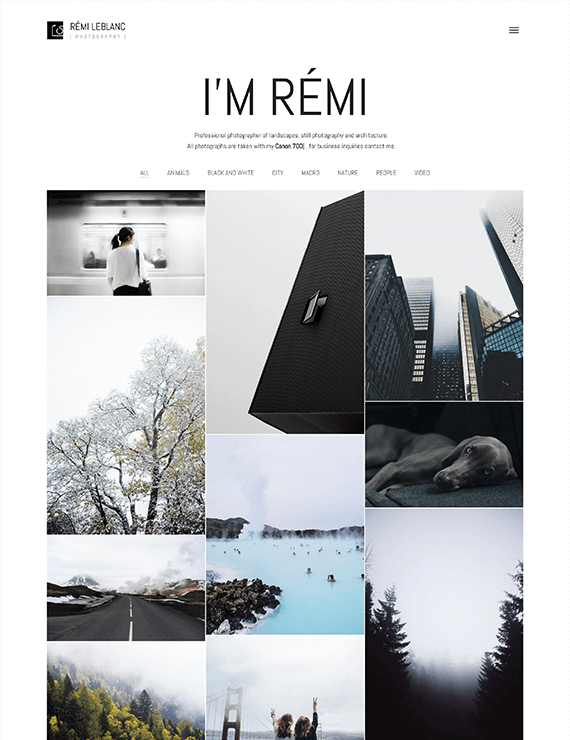 RÉMI LEBLANC
[ PHOTOGRAPHY ]
I'M RÉMI
Professional photographer of landscapes, still photography and architecture.
All photographs are taken with my Canon 70D| , for business inquiries contact me.
ALL ANIMALS BLACK AND WHITE CITY MACRO NATURE PEOPLE VIDEO